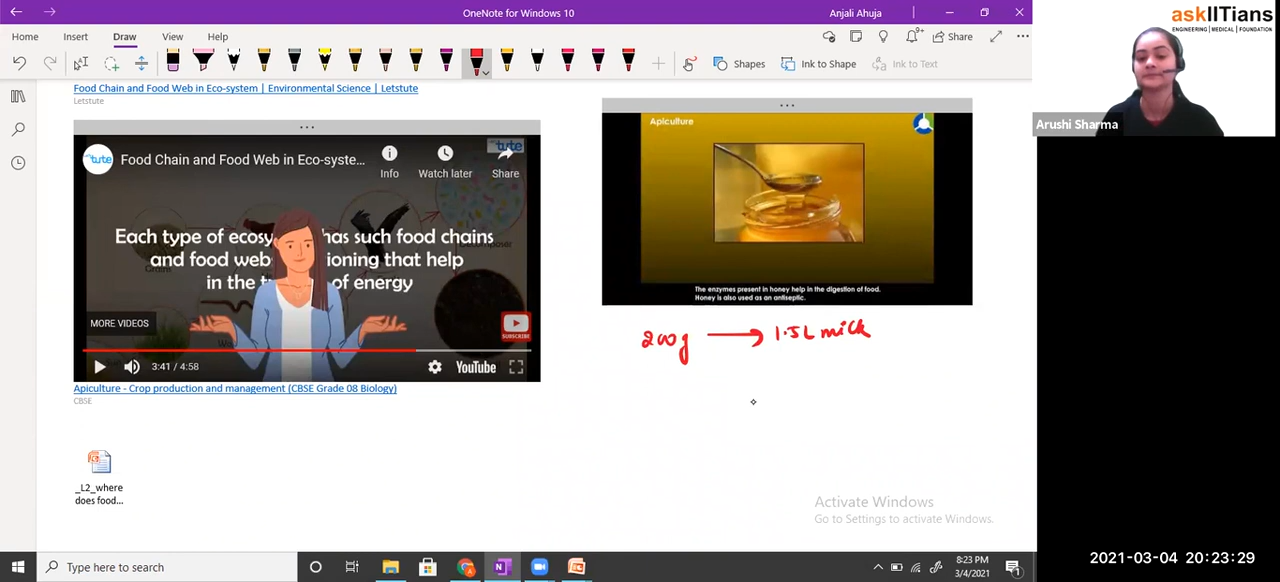 OneNote for Windows 10
Anjali Ahuja
askIITians
ENGINEERING | MEDICAL | FOUNDATION
Home
Insert
Draw
View
Help
Share
Shapes
Ink to Shape
Ink to Text
Food Chain and Food Web in Eco-system | Environmental Science | Letstute
Letstute
tute
Food Chain and Food Web in Eco-syste...
Info
Watch later
Share
tute
Each type of ecosy has such food chains
and food web ioning that help
in the tr of energy
MORE VIDEOS
SUBSCRIBE
3:41 / 4:58
YouTube
Apiculture - Crop production and management (CBSE Grade 08 Biology)
CBSE
Apiculture
The enzymes present in honey help in the digestion of food.
Honey is also used as an antiseptic.
200g → 1.5L milk
_L2_where
does food...
Arushi Sharma
Activate Windows
Go to Settings to activate Windows.
Type here to search
8:23 PM
3/4/2021
1
2021-03-04 20:23:29